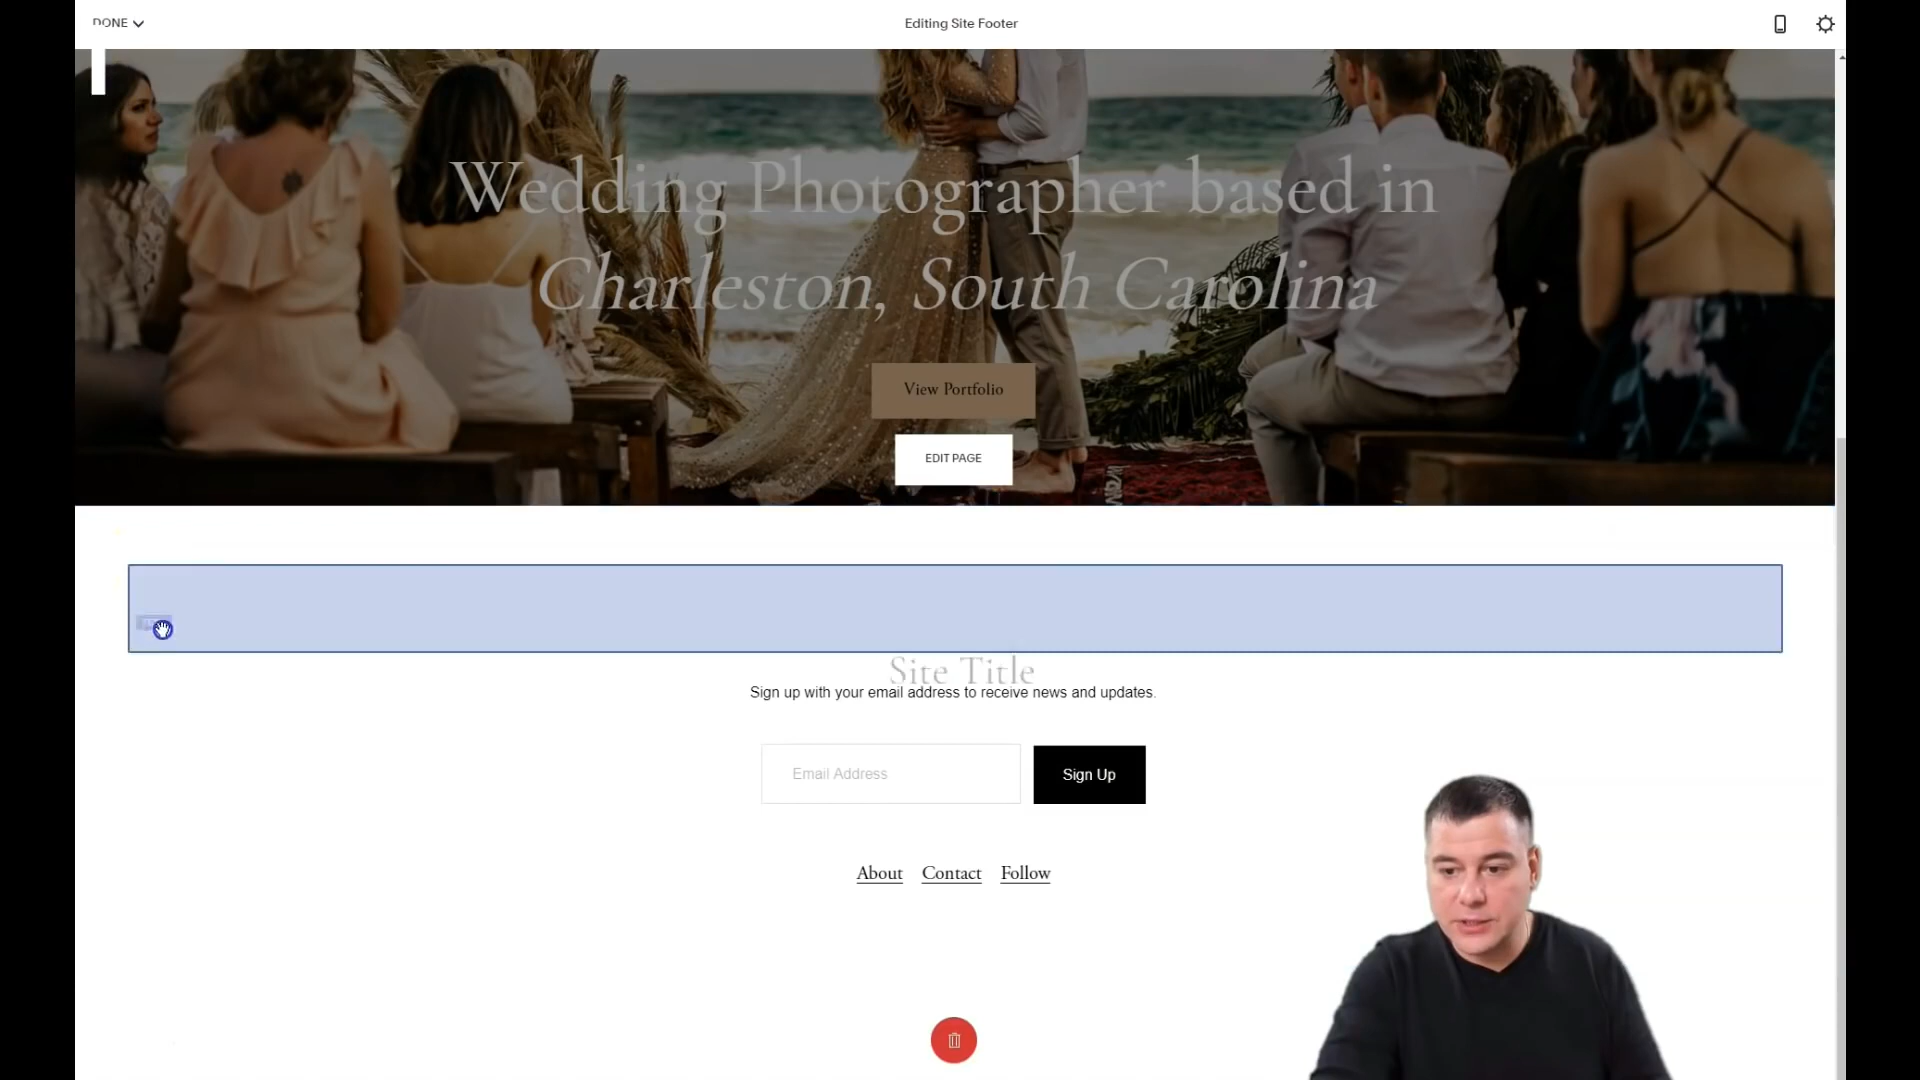 DONE
Editing Site Footer
Wedding Photographer based in
Charleston, South Carolina
View Portfolio
EDIT PAGE
Site Title
Sign up with your email address to receive news and updates.
Email Address
Sign Up
About Contact Follow